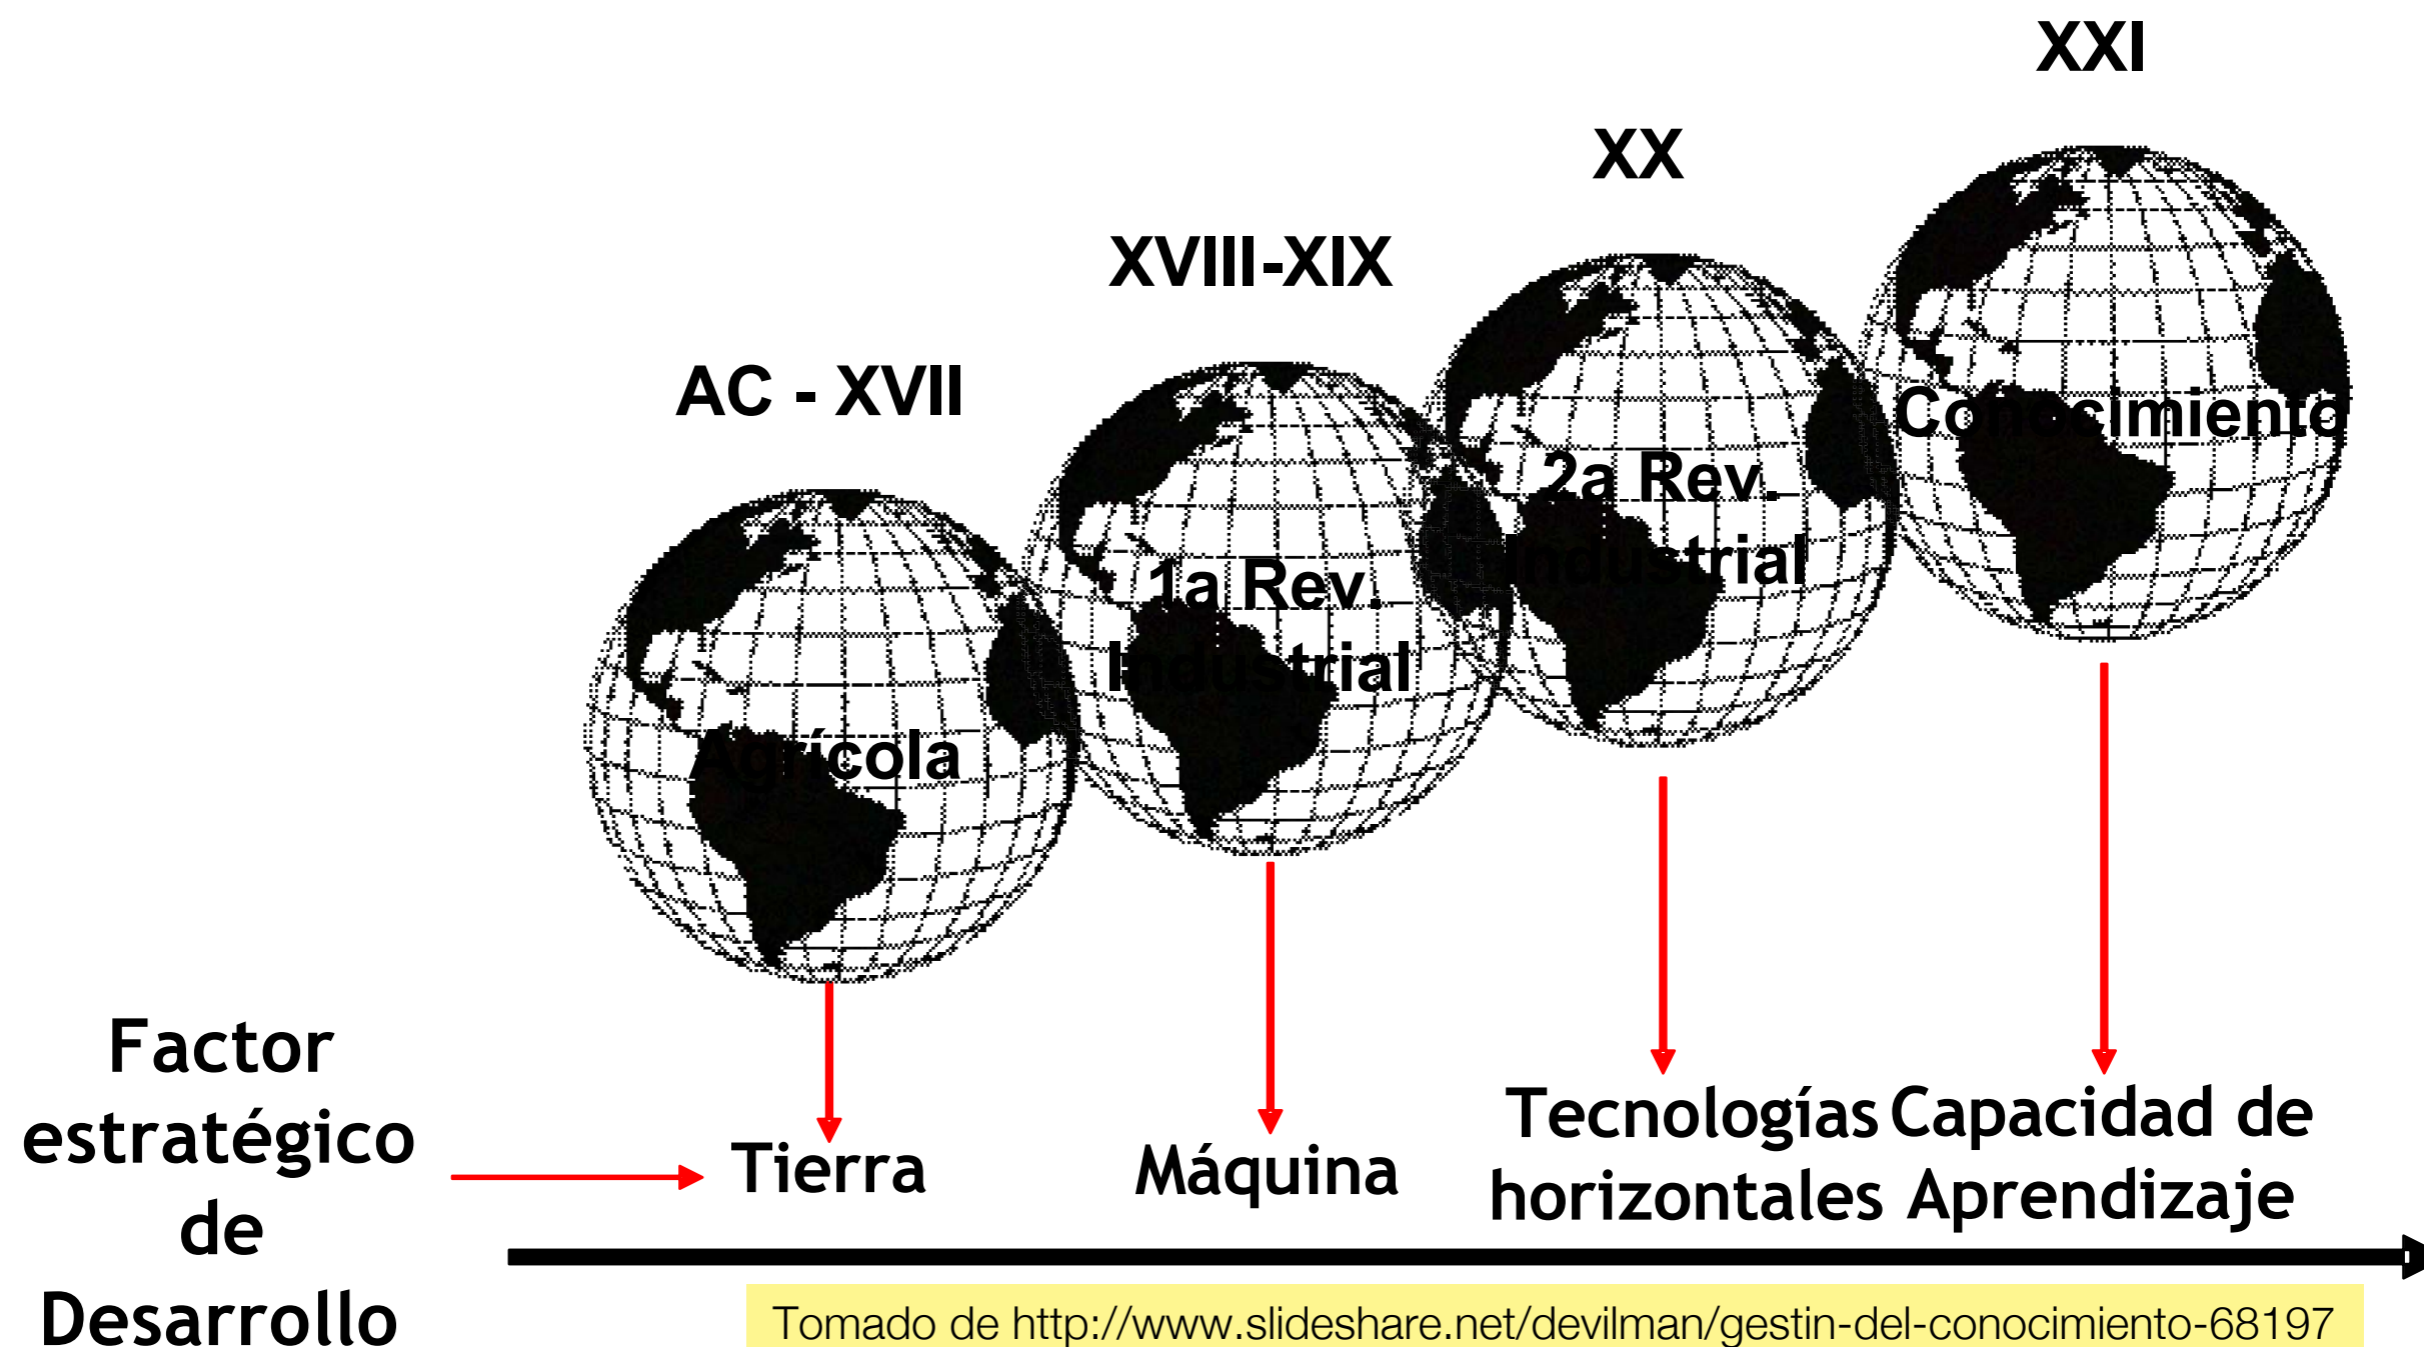 XXI
XX
XVIII-XIX
AC - XVII
Conocimiento
2a Rev.
Industrial
1a Rev.
Industrial
Agrícola
Factor
estratégico
de
Desarrollo
Tierra
Máquina
Tecnologías
horizontales
Capacidad de
Aprendizaje
Tomado de http://www.slideshare.net/devilman/gestin-del-conocimiento-68197